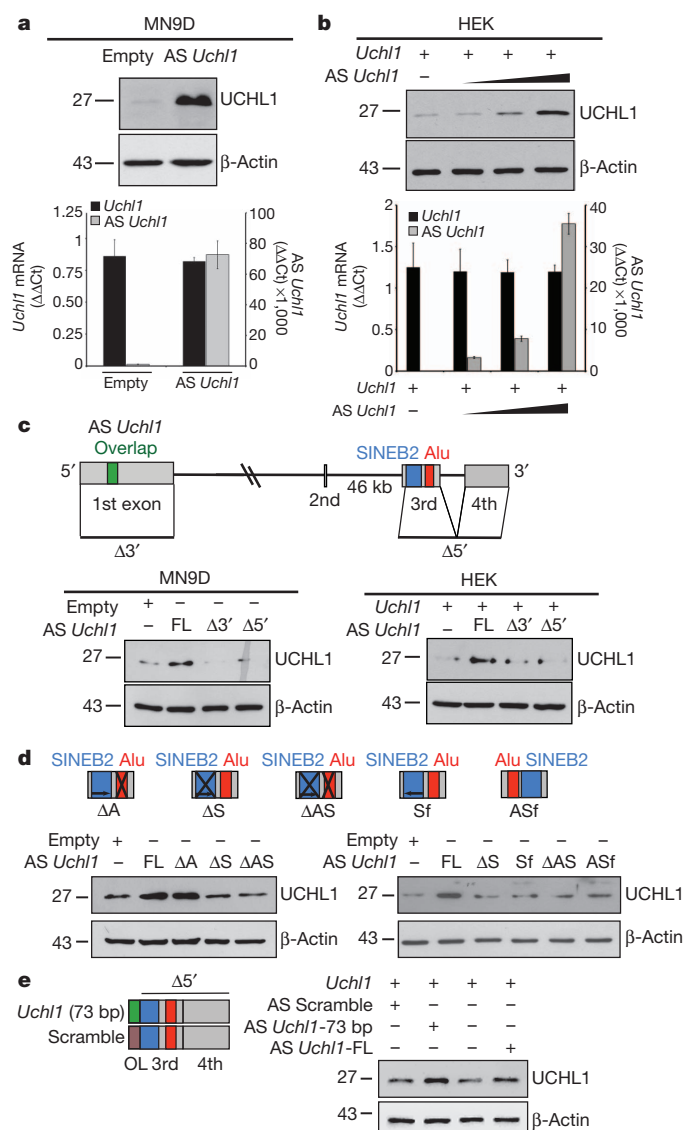 a
MN9D
Empty AS Uchl1
27
UCHL1
43
β-Actin
1.25
1
0.75
0.5
0.25
0
Uchl1 mRNA
(ΔΔCt)
Uchl1
AS Uchl1
100
80
60
40
20
0
AS Uchl1
(ΔΔCt) ×1,000
Empty
AS Uchl1
b
HEK
Uchl1 + + + +
AS Uchl1 –
27
UCHL1
43
β-Actin
2
1.5
1
0.5
0
Uchl1 mRNA
(ΔΔCt)
Uchl1
AS Uchl1
40
30
20
10
0
AS Uchl1
(ΔΔCt) ×1,000
Uchl1 + + + +
AS Uchl1 –
c
AS Uchl1
Overlap
SINEB2 Alu
5′
3′
1st exon
2nd
46 kb
3rd
4th
Δ3′
Δ5′
MN9D
Empty + – – –
AS Uchl1 – FL Δ3′ Δ5′
27
UCHL1
43
β-Actin
HEK
Uchl1 + + + +
AS Uchl1 – FL Δ3′ Δ5′
27
UCHL1
43
β-Actin
d
SINEB2 Alu SINEB2 Alu SINEB2 Alu SINEB2 Alu Alu SINEB2
ΔA ΔS ΔAS Sf ASf
Empty + – – – –
AS Uchl1 – FL ΔA ΔS ΔAS
27
UCHL1
43
β-Actin
Empty + – – – – –
AS Uchl1 – FL ΔS Sf ΔAS ASf
27
UCHL1
43
β-Actin
e
Δ5′
Uchl1 (73 bp)
Scramble
OL 3rd 4th
Uchl1 + + + +
AS Scramble + – – –
AS Uchl1-73 bp – + – –
AS Uchl1-FL – – – +
27
UCHL1
43
β-Actin